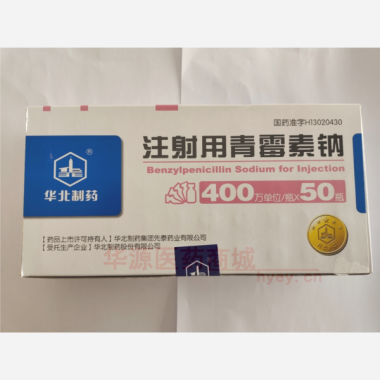 国药准字H13020430
注射用青霉素钠
Benzylpenicillin Sodium for Injection
400万单位/瓶×50瓶
华北制药
【药品上市许可持有人】华北制药集团先泰药业有限公司
【受托生产企业】华北制药股份有限公司
华源医药商城
hyey.cn